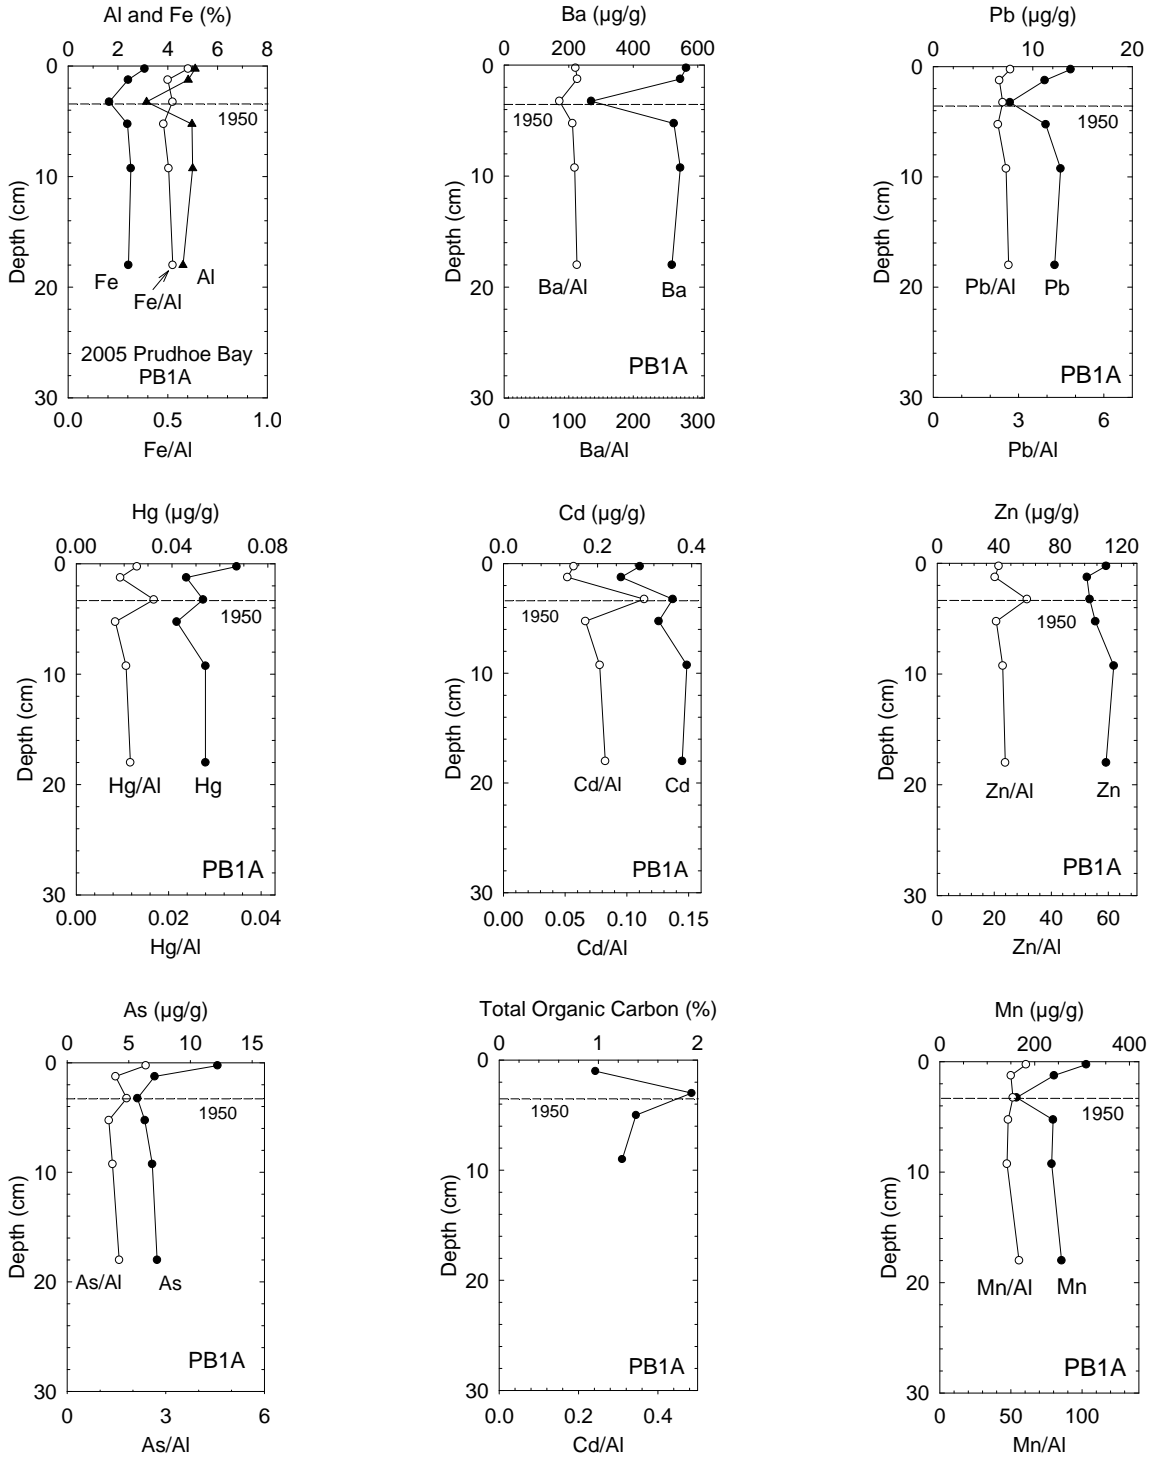 Al and Fe (%)
0 2 4 6 8
0
10
20
30
Depth (cm)
1950
Fe
Al
Fe/Al
2005 Prudhoe Bay
PB1A
0.0 0.5 1.0
Fe/Al
Ba (µg/g)
0 200 400 600
0
10
20
30
Depth (cm)
1950
Ba/Al
Ba
PB1A
0 100 200 300
Ba/Al
Pb (µg/g)
0 10 20
0
10
20
30
Depth (cm)
1950
Pb/Al
Pb
PB1A
0 3 6
Pb/Al
Hg (µg/g)
0.00 0.04 0.08
0
10
20
30
Depth (cm)
1950
Hg/Al
Hg
PB1A
0.00 0.02 0.04
Hg/Al
Cd (µg/g)
0.0 0.2 0.4
0
10
20
30
Depth (cm)
1950
Cd/Al
Cd
PB1A
0.00 0.05 0.10 0.15
Cd/Al
Zn (µg/g)
0 40 80 120
0
10
20
30
Depth (cm)
1950
Zn/Al
Zn
PB1A
0 20 40 60
Zn/Al
As (µg/g)
0 5 10 15
0
10
20
30
Depth (cm)
1950
As/Al
As
PB1A
0 3 6
As/Al
Total Organic Carbon (%)
0 1 2
0
10
20
30
Depth (cm)
1950
PB1A
0.0 0.2 0.4
Cd/Al
Mn (µg/g)
0 200 400
0
10
20
30
Depth (cm)
1950
Mn/Al
Mn
PB1A
0 50 100
Mn/Al